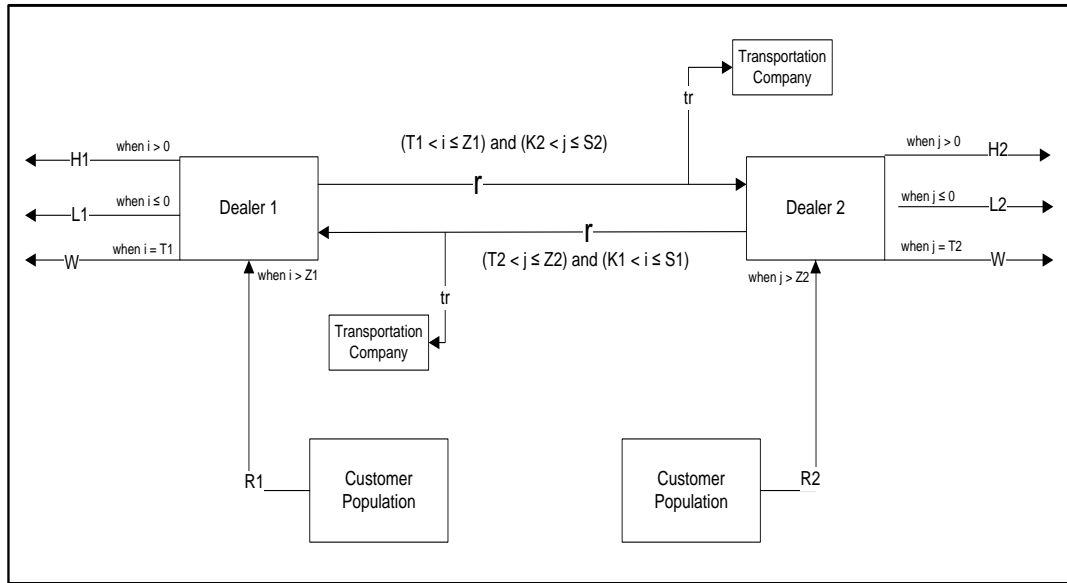 Transportation
Company
tr
(T1 < i ≤ Z1) and (K2 < j ≤ S2)
when i > 0
H1
when j > 0
H2
r
when i ≤ 0
L1
Dealer 1
Dealer 2
when j ≤ 0
L2
r
when i = T1
W
when j = T2
W
(T2 < j ≤ Z2) and (K1 < i ≤ S1)
when i > Z1
when j > Z2
tr
Transportation
Company
R1
Customer
Population
Customer
Population
R2